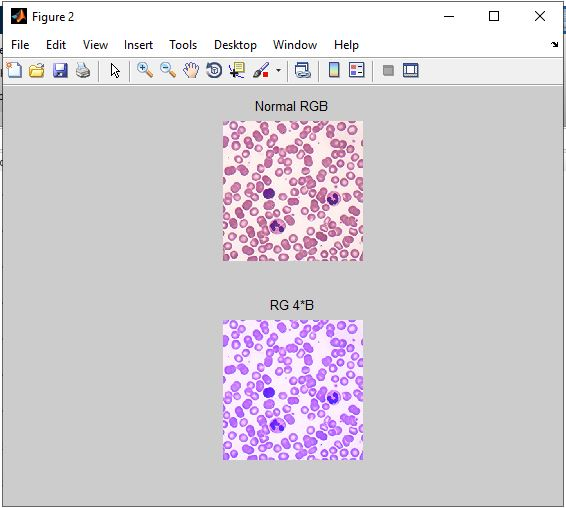 Figure 2
File Edit View Insert Tools Desktop Window Help
Normal RGB
RG 4*B